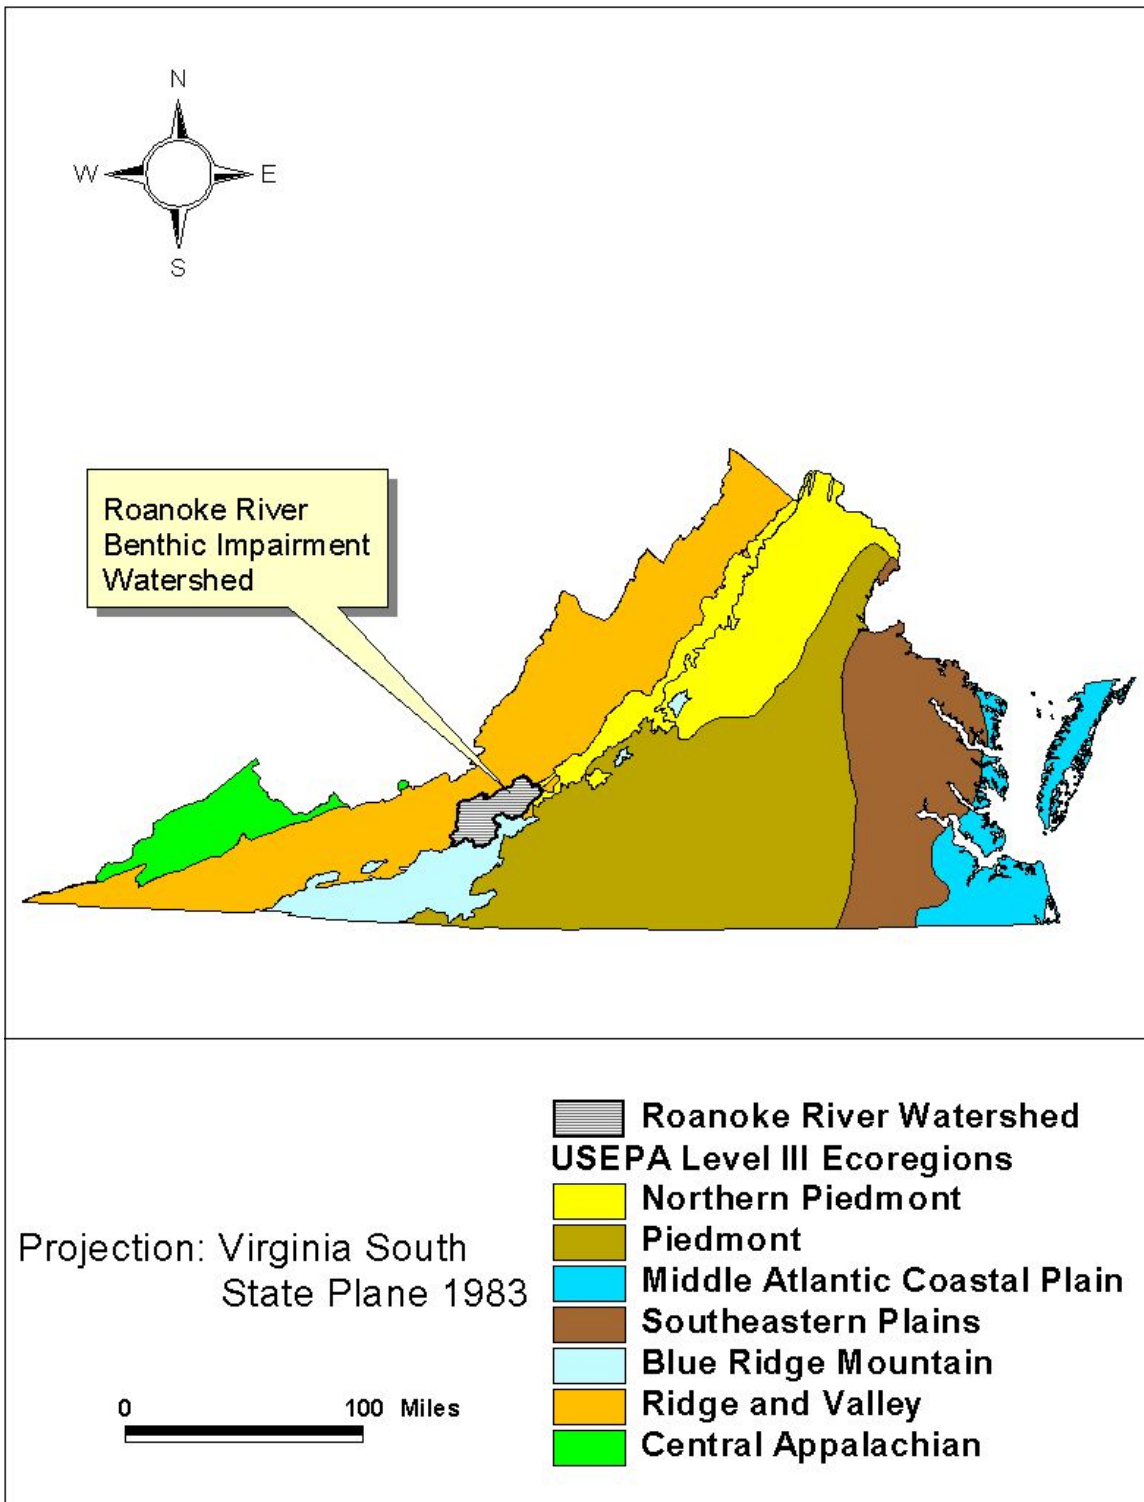 N
W E
S
Roanoke River
Benthic Impairment
Watershed
Roanoke River Watershed
USEPA Level III Ecoregions
Northern Piedmont
Piedmont
Middle Atlantic Coastal Plain
Southeastern Plains
Blue Ridge Mountain
Ridge and Valley
Central Appalachian
Projection: Virginia South
State Plane 1983
0 100 Miles